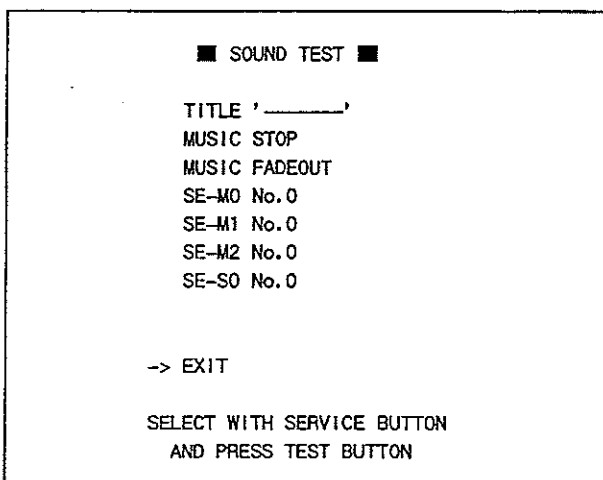 ■ SOUND TEST ■
TITLE '————'
MUSIC STOP
MUSIC FADEOUT
SE-M0 No.0
SE-M1 No.0
SE-M2 No.0
SE-S0 No.0
-> EXIT
SELECT WITH SERVICE BUTTON
AND PRESS TEST BUTTON